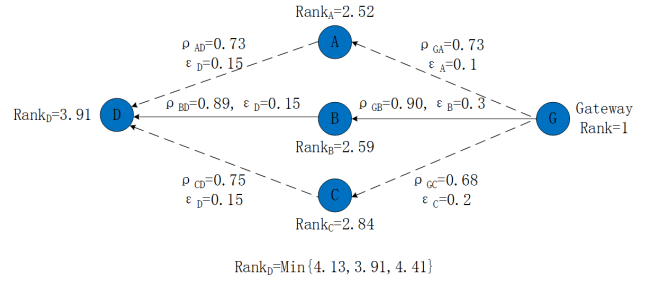 Rank_A=2.52
ρ_AD=0.73
ε_D=0.15
A
ρ_GA=0.73
ε_A=0.1
Rank_D=3.91
D
ρ_BD=0.89, ε_D=0.15
B
ρ_GB=0.90, ε_B=0.3
G
Gateway
Rank=1
Rank_B=2.59
ρ_CD=0.75
ε_D=0.15
C
ρ_GC=0.68
ε_C=0.2
Rank_C=2.84
Rank_D=Min{4.13,3.91,4.41}